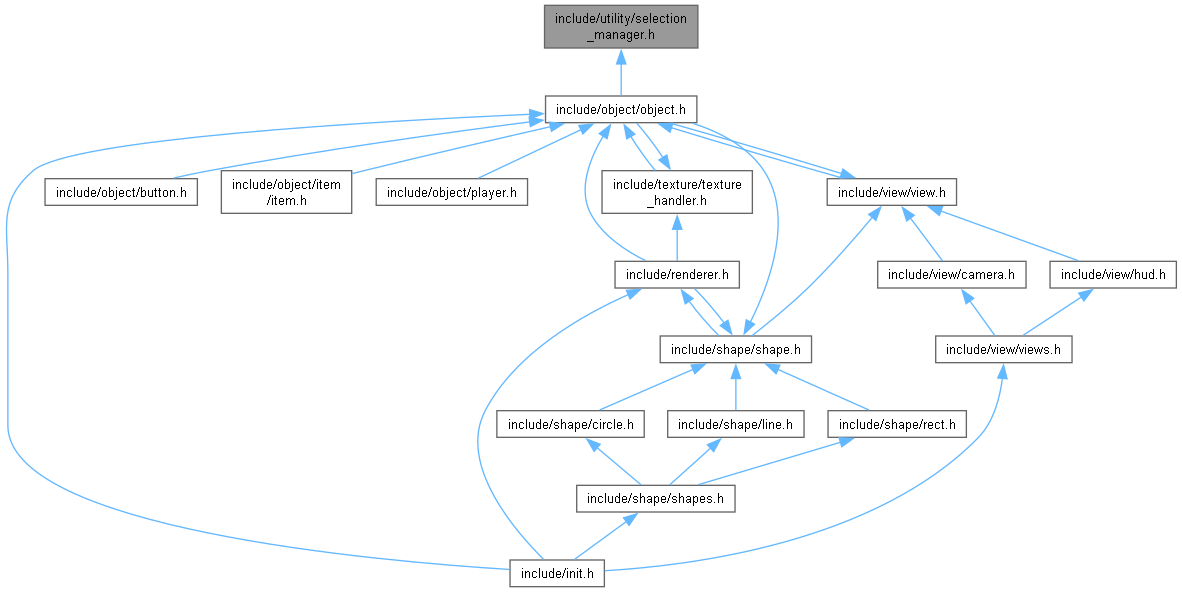 include/utility/selection
_manager.h
include/object/object.h
include/object/button.h
include/object/item
/item.h
include/object/player.h
include/texture/texture
_handler.h
include/view/view.h
include/renderer.h
include/view/camera.h
include/view/hud.h
include/shape/shape.h
include/view/views.h
include/shape/circle.h
include/shape/line.h
include/shape/rect.h
include/shape/shapes.h
include/init.h